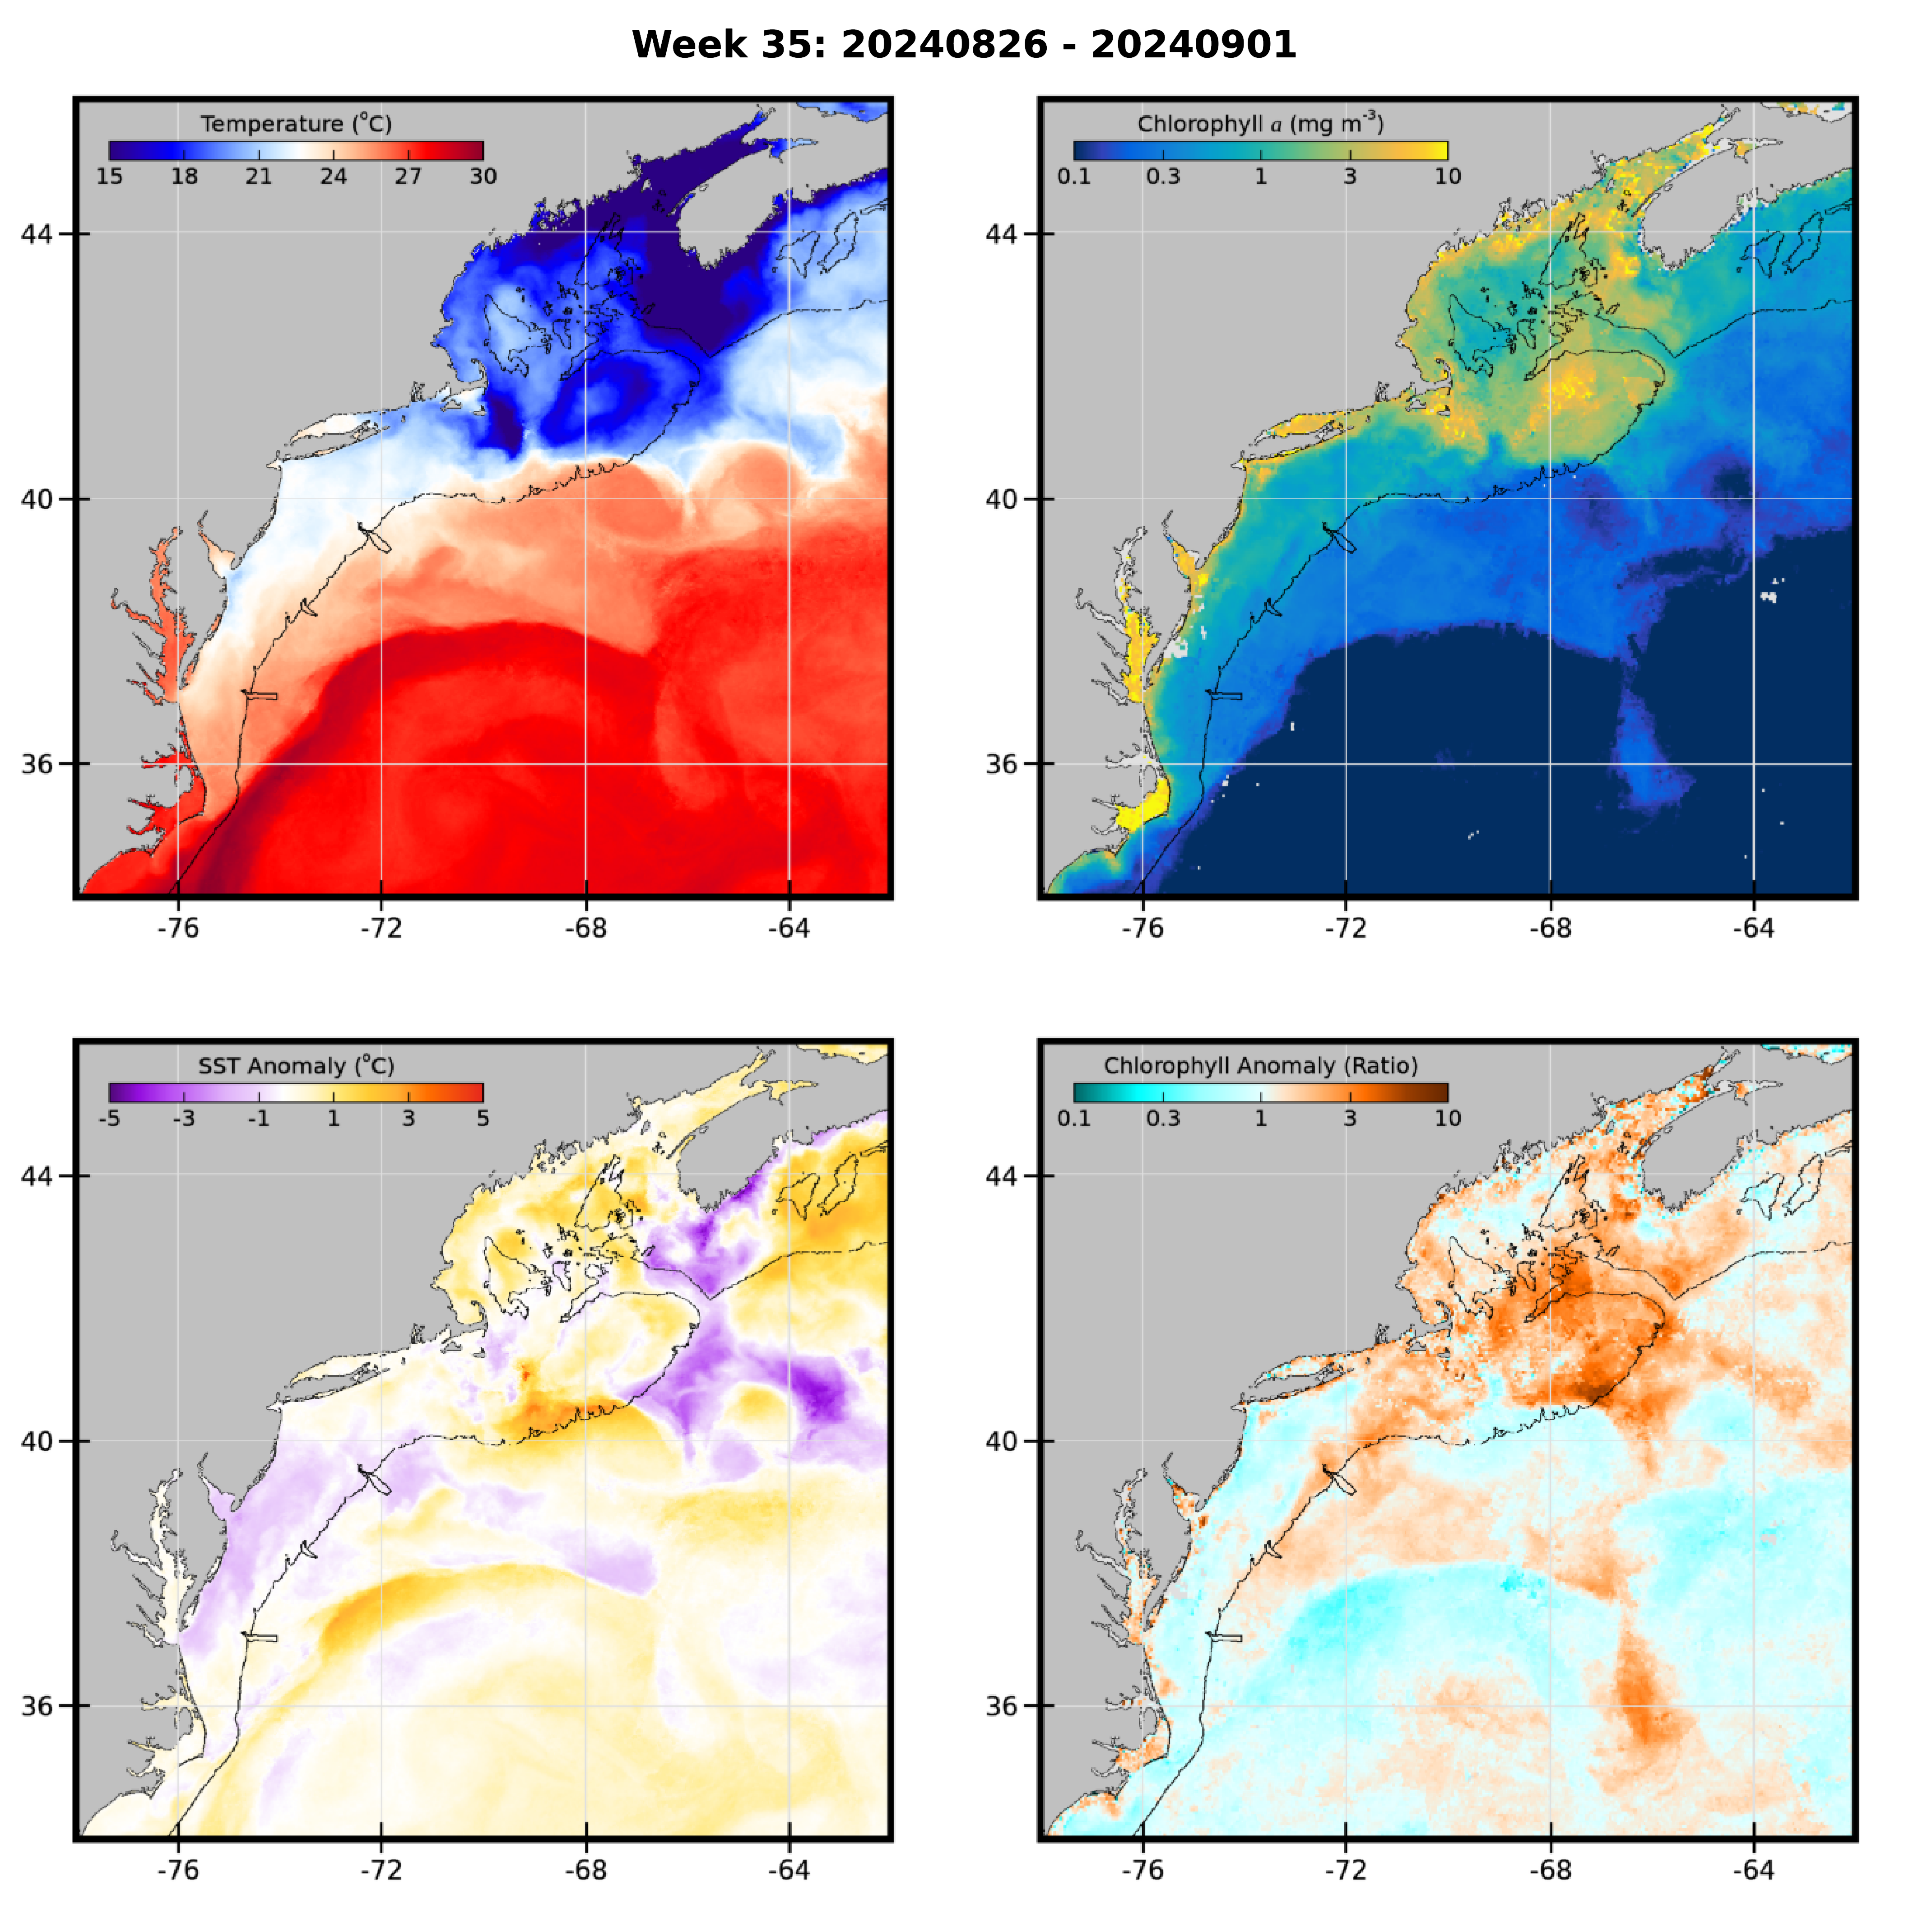 Week 35: 20240826 - 20240901
Temperature (°C)
15 18 21 24 27 30
44
40
36
-76 -72 -68 -64
Chlorophyll a (mg m⁻³)
0.1 0.3 1 3 10
44
40
36
-76 -72 -68 -64
SST Anomaly (°C)
-5 -3 -1 1 3 5
44
40
36
-76 -72 -68 -64
Chlorophyll Anomaly (Ratio)
0.1 0.3 1 3 10
44
40
36
-76 -72 -68 -64